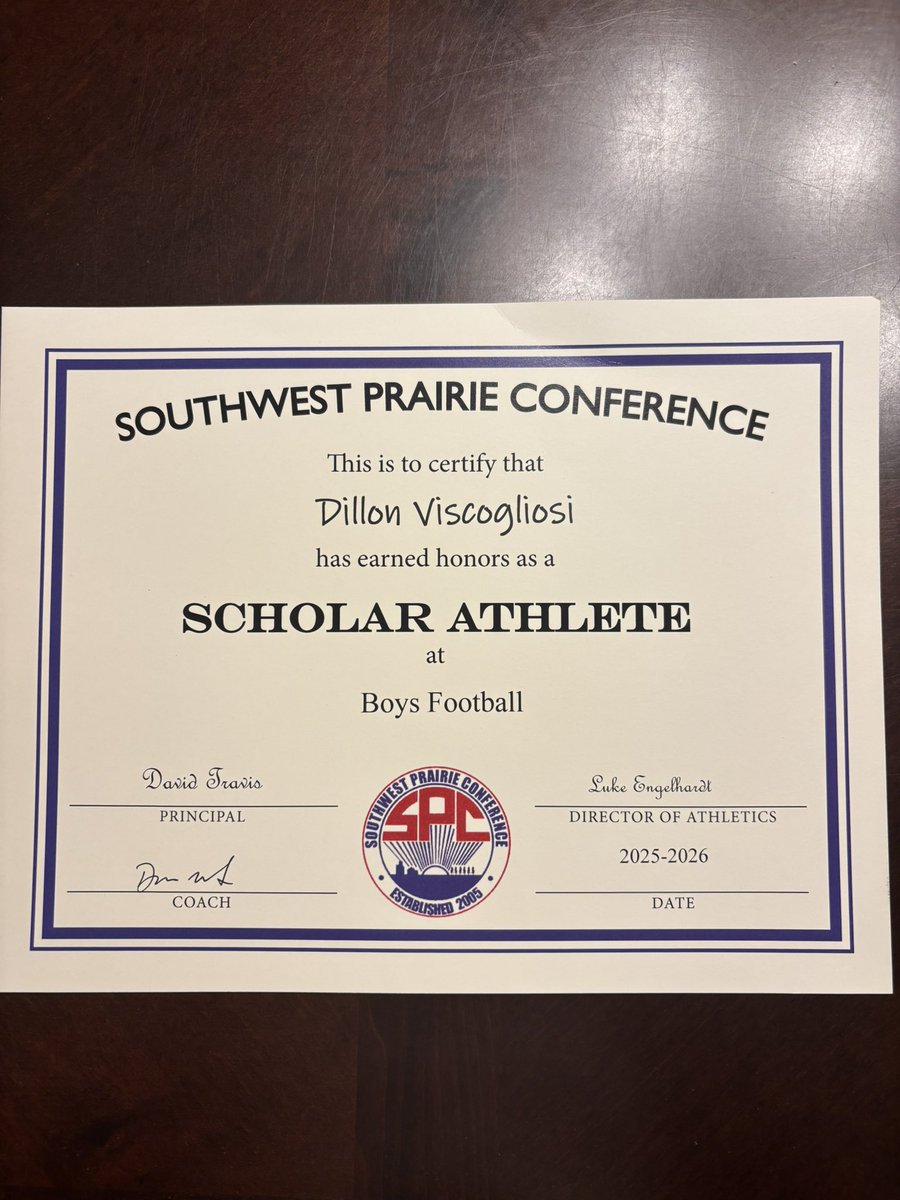 SOUTHWEST PRAIRIE CONFERENCE
This is to certify that
Dillon Viscogliosi
has earned honors as a
SCHOLAR ATHLETE
at
Boys Football
David Travis
PRINCIPAL
COACH
SOUTHWEST PRAIRIE CONFERENCE
SPC
• ESTABLISHED 2005 •
Luke Engelhardt
DIRECTOR OF ATHLETICS
2025-2026
DATE